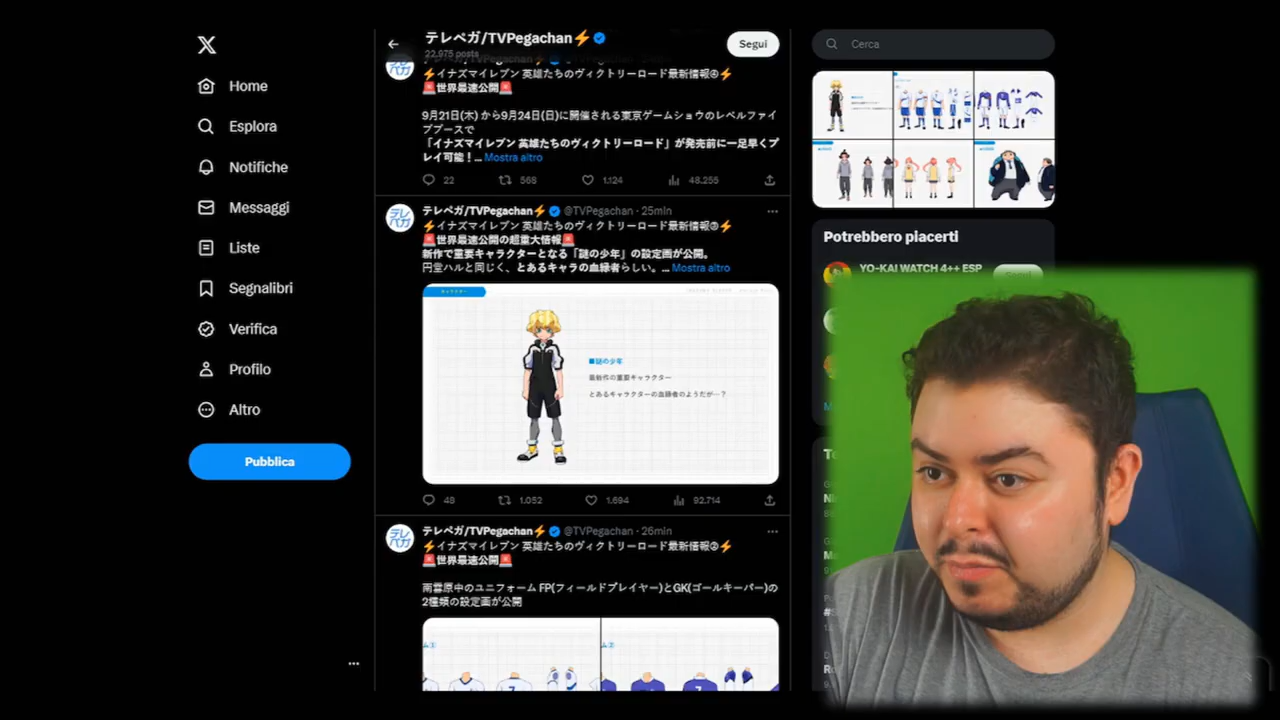 Home
Esplora
Notifiche
Messaggi
Liste
Segnalibri
Verifica
Profilo
Altro
Pubblica
テレペガ/TVPegachan⚡
22.975 posts
Segui
⚡イナズマイレブン 英雄たちのヴィクトリーロード最新情報④⚡
🚨世界最速公開🚨
9月21日(木) から9月24日(日)に開催される東京ゲームショウのレベルファイ
ブブースで
「イナズマイレブン 英雄たちのヴィクトリーロード」が発売前に一足早くプ
レイ可能！... Mostra altro
22 568 1.124 48.255
テレペガ/TVPegachan⚡ @TVPegachan · 25min
⚡イナズマイレブン 英雄たちのヴィクトリーロード最新情報③⚡
🚨世界最速公開の超重大情報🚨
新作で重要キャラクターとなる「謎の少年」の設定画が公開。
円堂ハルと同じく、とあるキャラの血縁者らしい。... Mostra altro
キャラクター
■謎の少年
最新作の重要キャラクター
とあるキャラクターの血縁者のようだが…？
48 1.052 1.694 92.714
テレペガ/TVPegachan⚡ @TVPegachan · 26min
⚡イナズマイレブン 英雄たちのヴィクトリーロード最新情報②⚡
🚨世界最速公開🚨
南雲原中のユニフォーム FP(フィールドプレイヤー)とGK(ゴールキーパー)の
2種類の設定画が公開
Cerca
Potrebbero piacerti
YO-KAI WATCH 4++ ESP